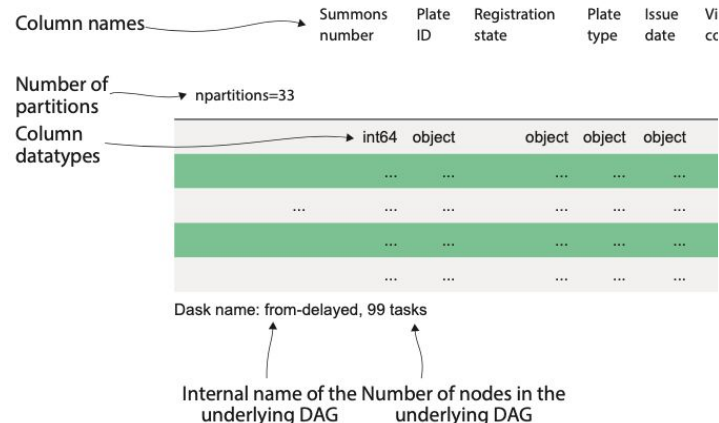 Column names
Summons Plate Registration Plate Issue Vi
number ID state type date co
Number of
partitions
npartitions=33
Column
datatypes
int64 object object object object
... ... ... ... ...
... ... ... ... ... ...
... ... ... ... ...
... ... ... ... ...
Dask name: from-delayed, 99 tasks
Internal name of the
underlying DAG
Number of nodes in the
underlying DAG